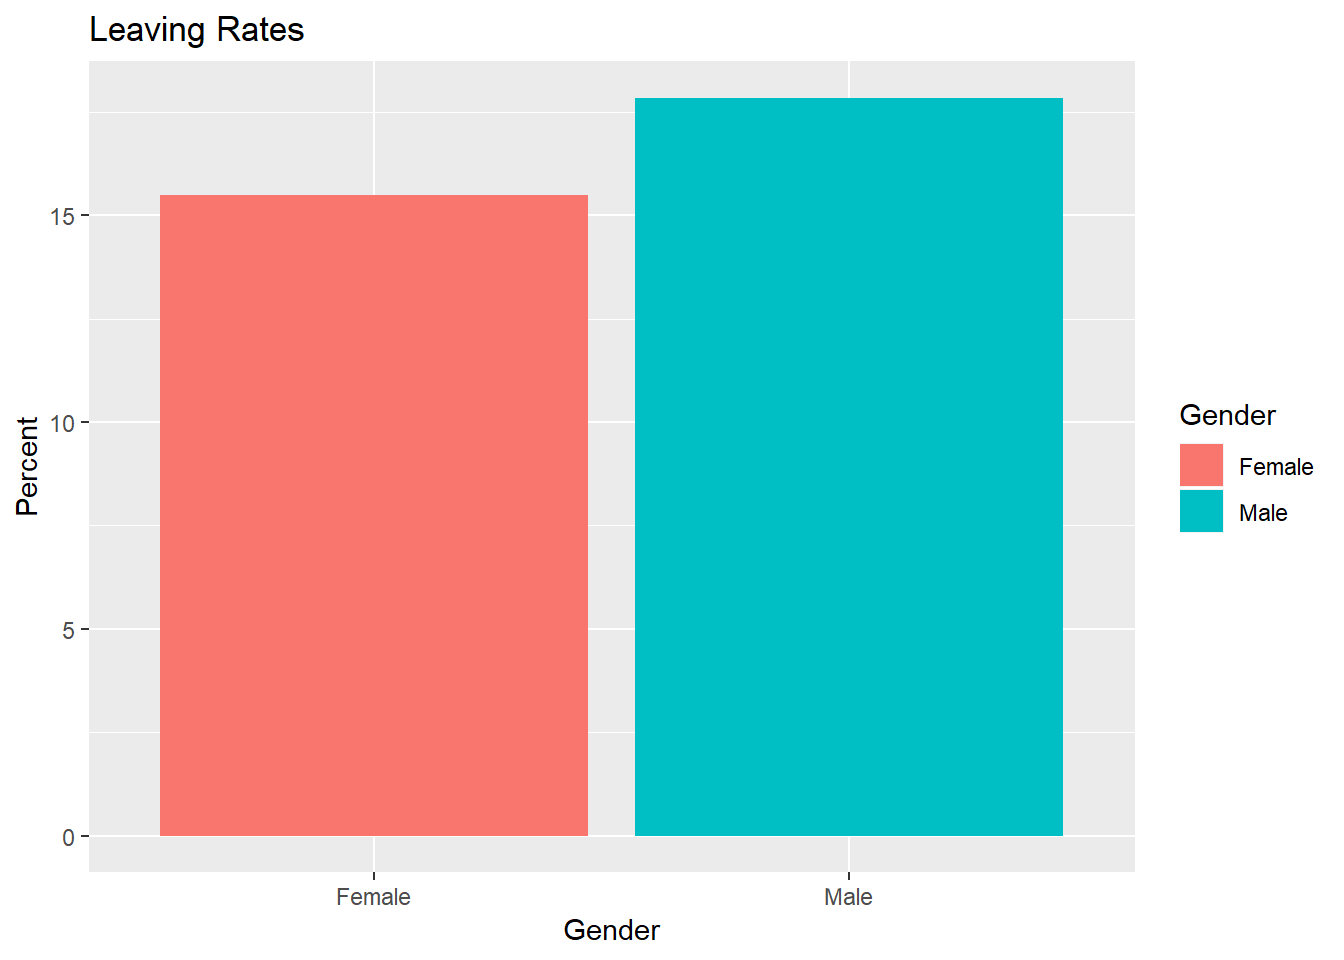 Leaving Rates
15
10
5
0
Percent
Female
Male
Gender
Gender
Female
Male